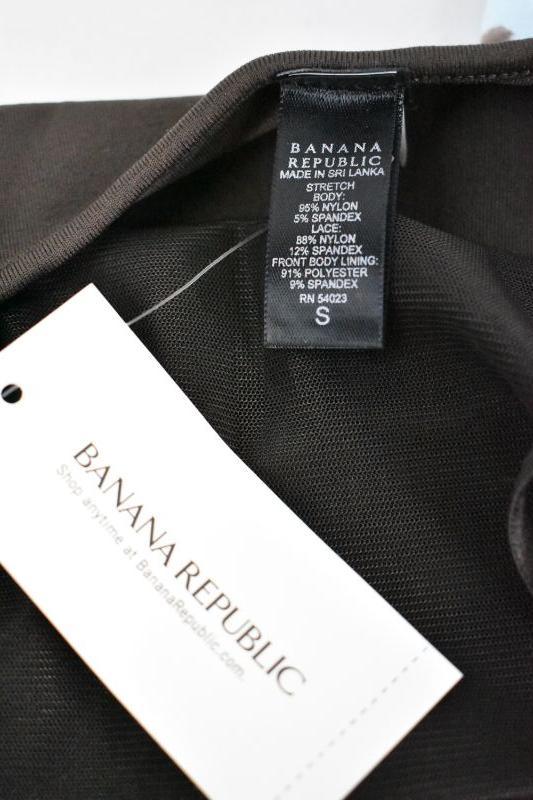 BANANA
REPUBLIC
MADE IN SRI LANKA
STRETCH
BODY:
95% NYLON
5% SPANDEX
LACE:
88% NYLON
12% SPANDEX
FRONT BODY LINING:
91% POLYESTER
9% SPANDEX
RN 54023
S
BANANA REPUBLIC
Shop anytime at BananaRepublic.com.